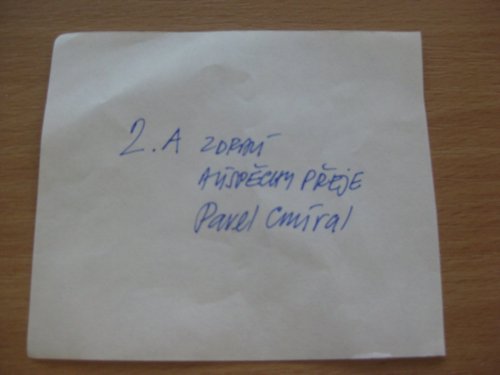 2.A ZDRAVÍ
A ÚSPĚCHY PŘEJE
Pavel Cmíral